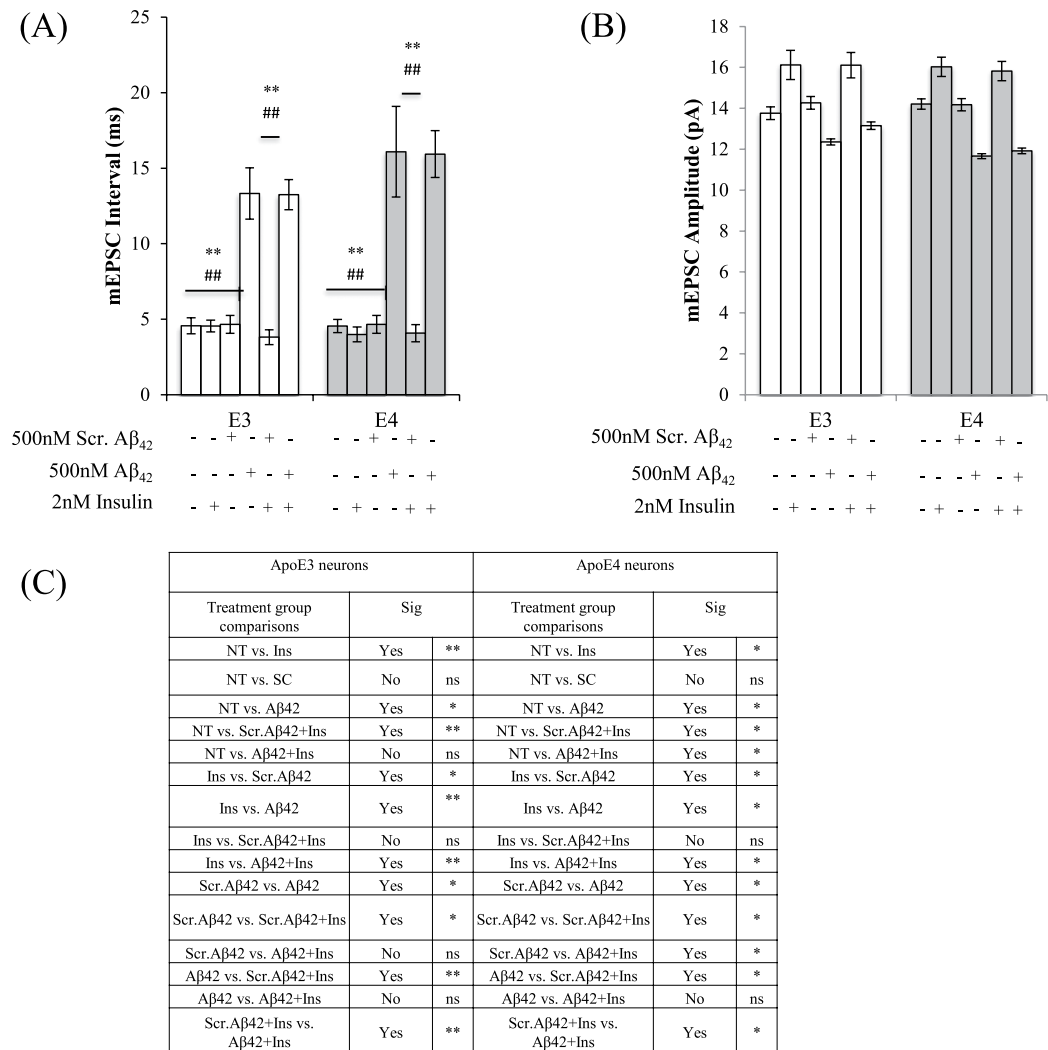 (A)
mEPSC Interval (ms)
25
20
15
10
5
0
**
##
**
##
**
##
**
##
E3 E4
500nM Scr. Aβ42 - - + - + - - - + - + -
500nM Aβ42 - - - + - + - - - + - +
2nM Insulin - + - - + + - + - - + +
(B)
mEPSC Amplitude (pA)
18
16
14
12
10
8
6
4
2
0
E3 E4
500nM Scr. Aβ42 - - + - + - - - + - + -
500nM Aβ42 - - - + - + - - - + - +
2nM Insulin - + - - + + - + - - + +
(C)
ApoE3 neurons ApoE4 neurons
Treatment group comparisons Sig Treatment group comparisons Sig
NT vs. Ins Yes ** NT vs. Ins Yes *
NT vs. SC No ns NT vs. SC No ns
NT vs. Aβ42 Yes * NT vs. Aβ42 Yes *
NT vs. Scr.Aβ42+Ins Yes ** NT vs. Scr.Aβ42+Ins Yes *
NT vs. Aβ42+Ins No ns NT vs. Aβ42+Ins Yes *
Ins vs. Scr.Aβ42 Yes * Ins vs. Scr.Aβ42 Yes *
Ins vs. Aβ42 Yes ** Ins vs. Aβ42 Yes *
Ins vs. Scr.Aβ42+Ins No ns Ins vs. Scr.Aβ42+Ins No ns
Ins vs. Aβ42+Ins Yes ** Ins vs. Aβ42+Ins Yes *
Scr.Aβ42 vs. Aβ42 Yes * Scr.Aβ42 vs. Aβ42 Yes *
Scr.Aβ42 vs. Scr.Aβ42+Ins Yes * Scr.Aβ42 vs. Scr.Aβ42+Ins Yes *
Scr.Aβ42 vs. Aβ42+Ins No ns Scr.Aβ42 vs. Aβ42+Ins Yes *
Aβ42 vs. Scr.Aβ42+Ins Yes ** Aβ42 vs. Scr.Aβ42+Ins Yes *
Aβ42 vs. Aβ42+Ins No ns Aβ42 vs. Aβ42+Ins No ns
Scr.Aβ42+Ins vs. Aβ42+Ins Yes ** Scr.Aβ42+Ins vs. Aβ42+Ins Yes *